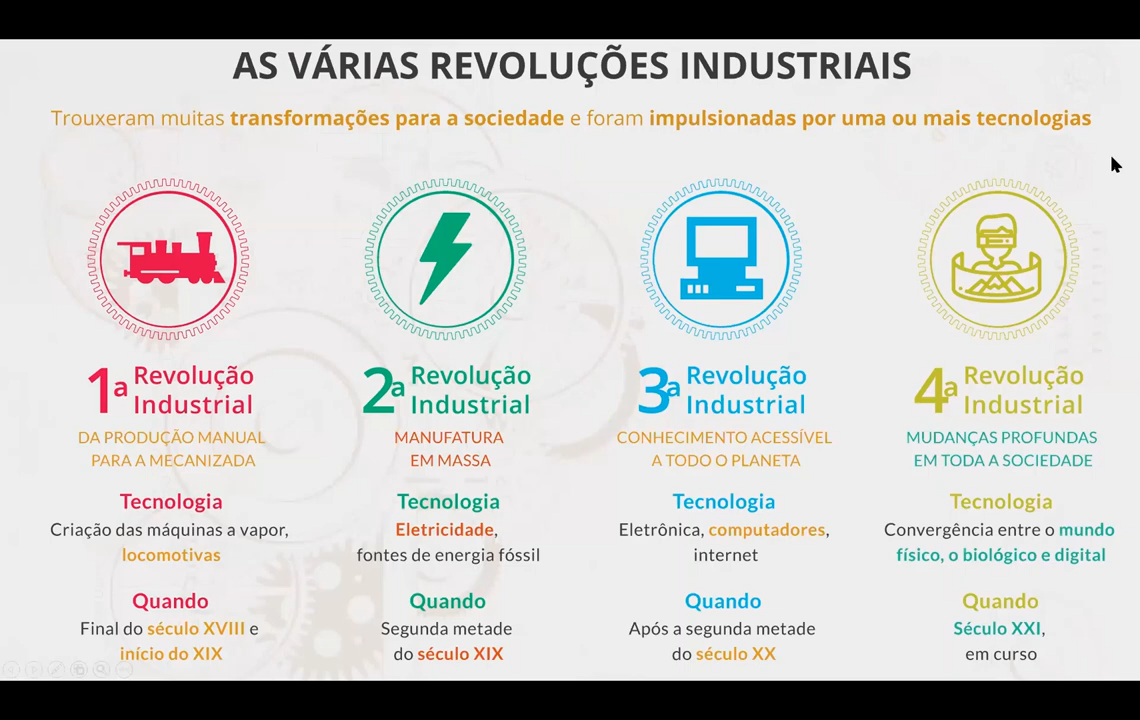 AS VÁRIAS REVOLUÇÕES INDUSTRIAIS
Trouxeram muitas transformações para a sociedade e foram impulsionadas por uma ou mais tecnologias
1ª Revolução
Industrial
DA PRODUÇÃO MANUAL
PARA A MECANIZADA
Tecnologia
Criação das máquinas a vapor,
locomotivas
Quando
Final do século XVIII e
início do XIX
2ª Revolução
Industrial
MANUFATURA
EM MASSA
Tecnologia
Eletricidade,
fontes de energia fóssil
Quando
Segunda metade
do século XIX
3ª Revolução
Industrial
CONHECIMENTO ACESSÍVEL
A TODO O PLANETA
Tecnologia
Eletrônica, computadores,
internet
Quando
Após a segunda metade
do século XX
4ª Revolução
Industrial
MUDANÇAS PROFUNDAS
EM TODA A SOCIEDADE
Tecnologia
Convergência entre o mundo
físico, o biológico e digital
Quando
Século XXI,
em curso